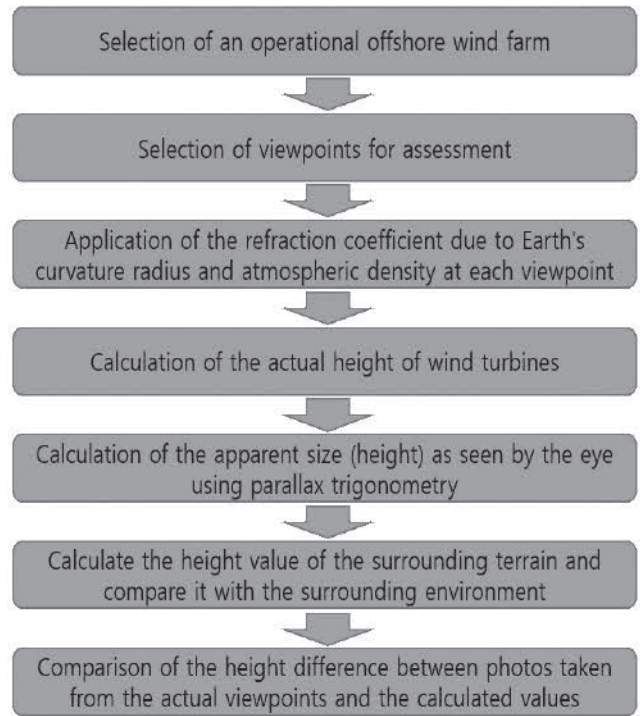 Selection of an operational offshore wind farm
Selection of viewpoints for assessment
Application of the refraction coefficient due to Earth's
curvature radius and atmospheric density at each viewpoint
Calculation of the actual height of wind turbines
Calculation of the apparent size (height) as seen by the eye
using parallax trigonometry
Calculate the height value of the surrounding terrain and
compare it with the surrounding environment
Comparison of the height difference between photos taken
from the actual viewpoints and the calculated values